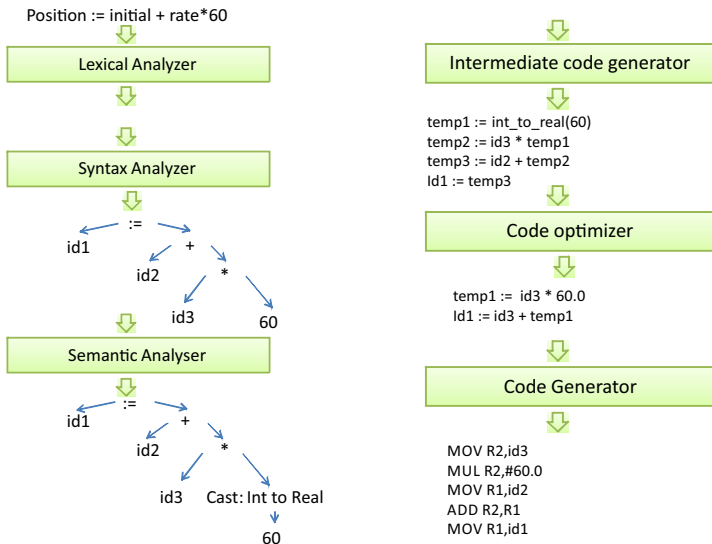 Position := initial + rate*60
Lexical Analyzer
Syntax Analyzer
:=
id1
+
id2
*
id3
60
Semantic Analyser
:=
id1
+
id2
*
id3
Cast: Int to Real
60
Intermediate code generator
temp1 := int_to_real(60)
temp2 := id3 * temp1
temp3 := id2 + temp2
Id1 := temp3
Code optimizer
temp1 := id3 * 60.0
Id1 := id3 + temp1
Code Generator
MOV R2,id3
MUL R2,#60.0
MOV R1,id2
ADD R2,R1
MOV R1,id1